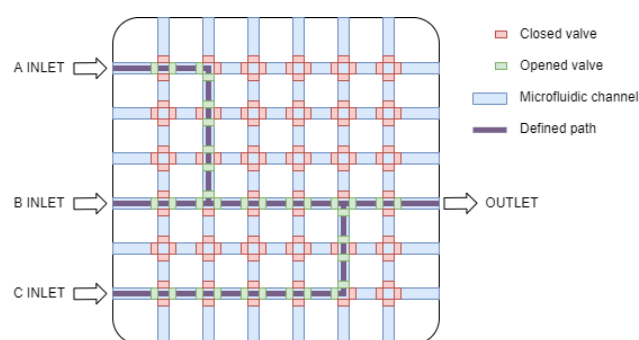 A INLET
B INLET
C INLET
OUTLET
Closed valve
Opened valve
Microfluidic channel
Defined path